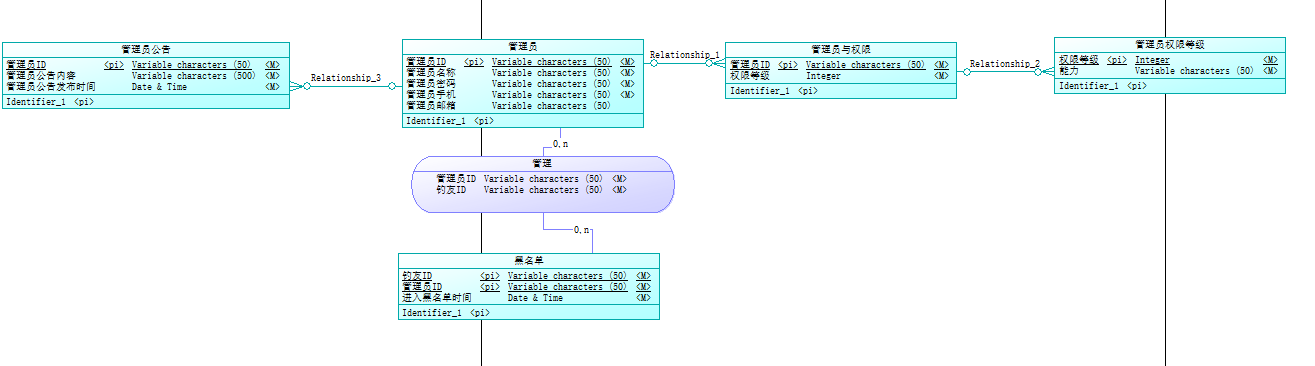 管理员公告
管理员ID <pi> Variable characters (50) <M>
管理员公告内容 Variable characters (500) <M>
管理员公告发布时间 Date & Time <M>
Identifier_1 <pi>
Relationship_3
管理员
管理员ID <pi> Variable characters (50) <M>
管理员名称 Variable characters (50) <M>
管理员密码 Variable characters (50) <M>
管理员手机 Variable characters (50) <M>
管理员邮箱 Variable characters (50)
Identifier_1 <pi>
Relationship_1
管理员与权限
管理员ID <pi> Variable characters (50) <M>
权限等级 Integer <M>
Identifier_1 <pi>
Relationship_2
管理员权限等级
权限等级 <pi> Integer <M>
能力 Variable characters (50) <M>
Identifier_1 <pi>
0,n
管理
管理员ID Variable characters (50) <M>
钓友ID Variable characters (50) <M>
0,n
黑名单
钓友ID <pi> Variable characters (50) <M>
管理员ID <pi> Variable characters (50) <M>
进入黑名单时间 Date & Time <M>
Identifier_1 <pi>